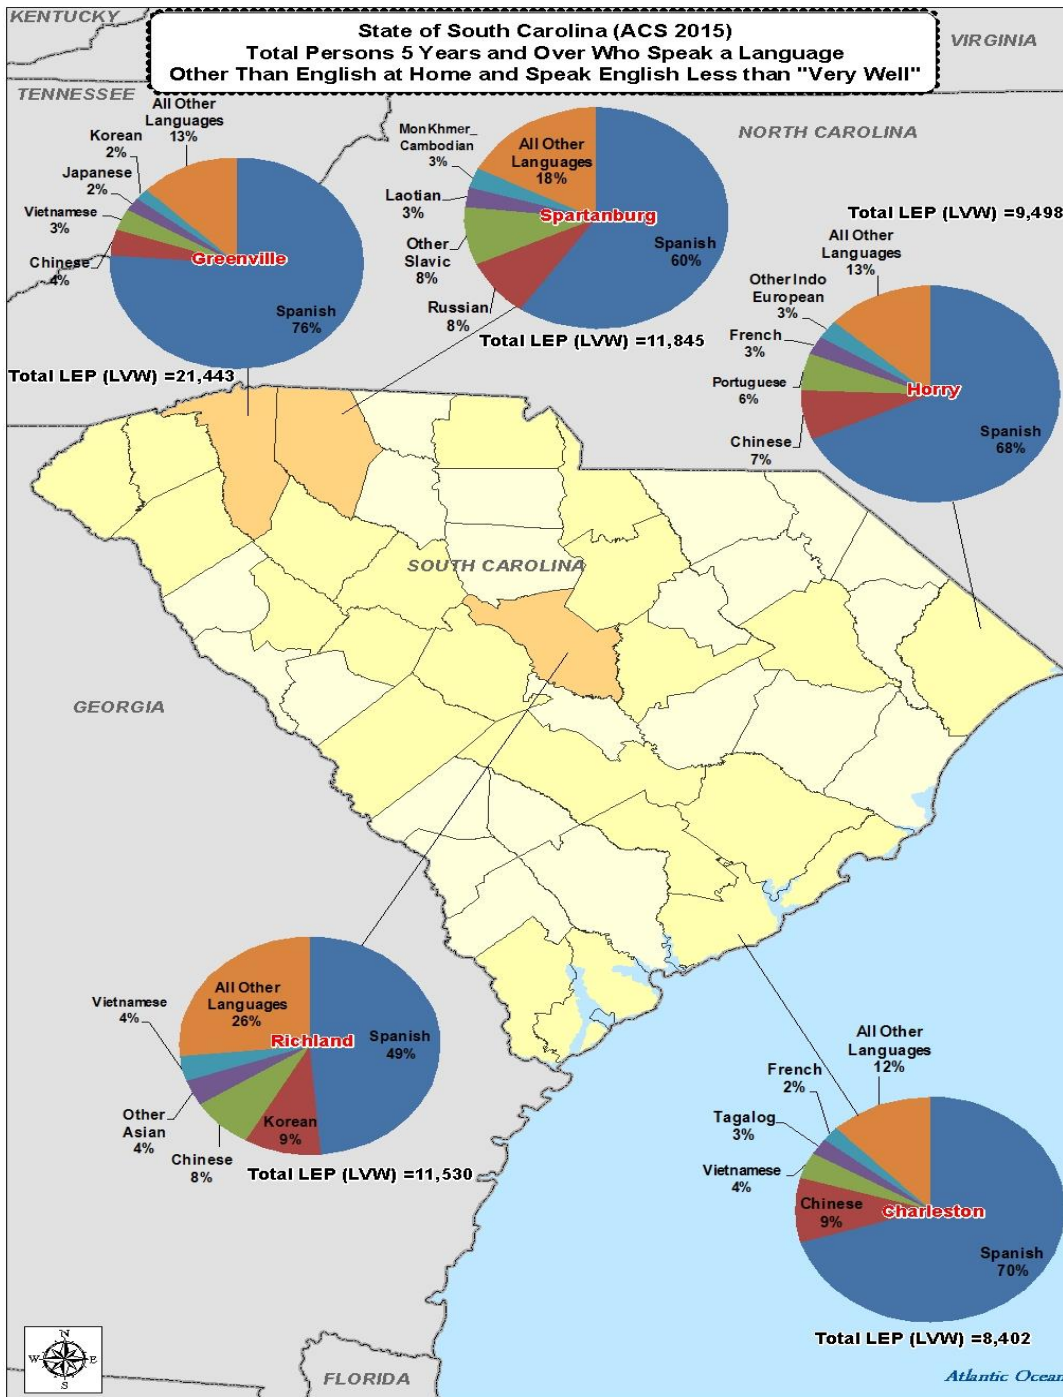 KENTUCKY
State of South Carolina (ACS 2015)
Total Persons 5 Years and Over Who Speak a Language
Other Than English at Home and Speak English Less than "Very Well"
VIRGINIA
TENNESSEE
NORTH CAROLINA
All Other
Languages
13%
Korean
2%
Japanese
2%
Vietnamese
3%
Chinese
4%
Greenville
Spanish
76%
Total LEP (LVW) =21,443
Mon Khmer_
Cambodian
3%
All Other
Languages
18%
Laotian
3%
Spartanburg
Other
Slavic
8%
Spanish
60%
Russian
8%
Total LEP (LVW) =11,845
Total LEP (LVW) =9,498
All Other
Languages
13%
Other Indo
European
3%
French
3%
Portuguese
6%
Horry
Chinese
7%
Spanish
68%
SOUTH CAROLINA
GEORGIA
All Other
Languages
26%
Vietnamese
4%
Richland
Spanish
49%
Other
Asian
4%
Korean
9%
Chinese
8%
Total LEP (LVW) =11,530
All Other
Languages
12%
French
2%
Tagalog
3%
Vietnamese
4%
Chinese
9%
Charleston
Spanish
70%
Total LEP (LVW) =8,402
N
W E
S
FLORIDA
Atlantic Ocean